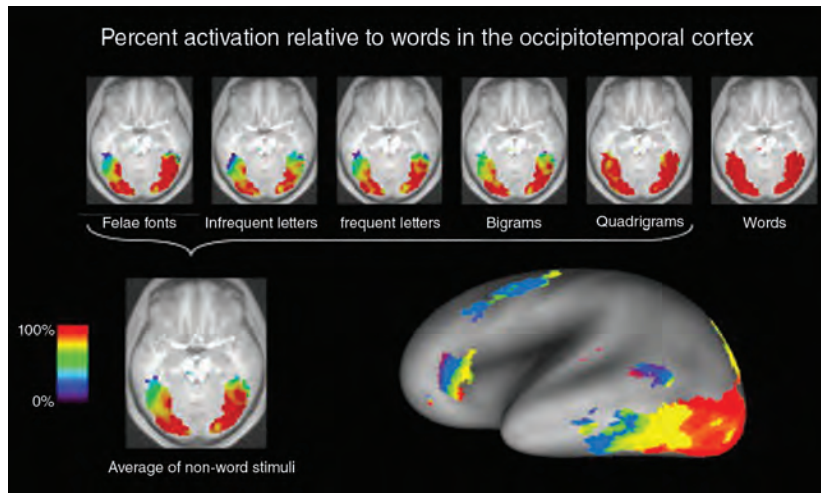 Percent activation relative to words in the occipitotemporal cortex
Felae fonts Infrequent letters frequent letters Bigrams Quadrigrams Words
100%
0%
Average of non-word stimuli